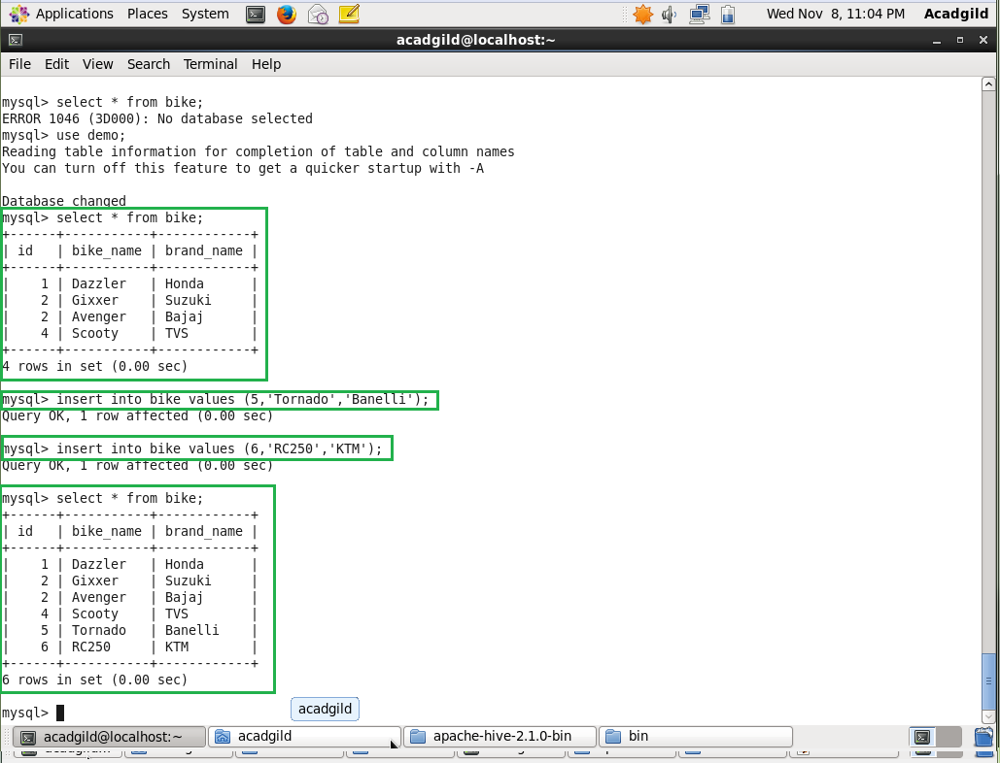 Applications Places System Wed Nov 8, 11:04 PM Acadgild
acadgild@localhost:~
File Edit View Search Terminal Help
mysql> select * from bike;
ERROR 1046 (3D000): No database selected
mysql> use demo;
Reading table information for completion of table and column names
You can turn off this feature to get a quicker startup with -A
Database changed
mysql> select * from bike;
+------+-----------+------------+
| id   | bike_name | brand_name |
+------+-----------+------------+
|    1 | Dazzler   | Honda      |
|    2 | Gixxer    | Suzuki     |
|    2 | Avenger   | Bajaj      |
|    4 | Scooty    | TVS        |
+------+-----------+------------+
4 rows in set (0.00 sec)
mysql> insert into bike values (5,'Tornado','Banelli');
Query OK, 1 row affected (0.00 sec)
mysql> insert into bike values (6,'RC250','KTM');
Query OK, 1 row affected (0.00 sec)
mysql> select * from bike;
+------+-----------+------------+
| id   | bike_name | brand_name |
+------+-----------+------------+
|    1 | Dazzler   | Honda      |
|    2 | Gixxer    | Suzuki     |
|    2 | Avenger   | Bajaj      |
|    4 | Scooty    | TVS        |
|    5 | Tornado   | Banelli    |
|    6 | RC250     | KTM        |
+------+-----------+------------+
6 rows in set (0.00 sec)
mysql>
acadgild
acadgild@localhost:~ acadgild apache-hive-2.1.0-bin bin